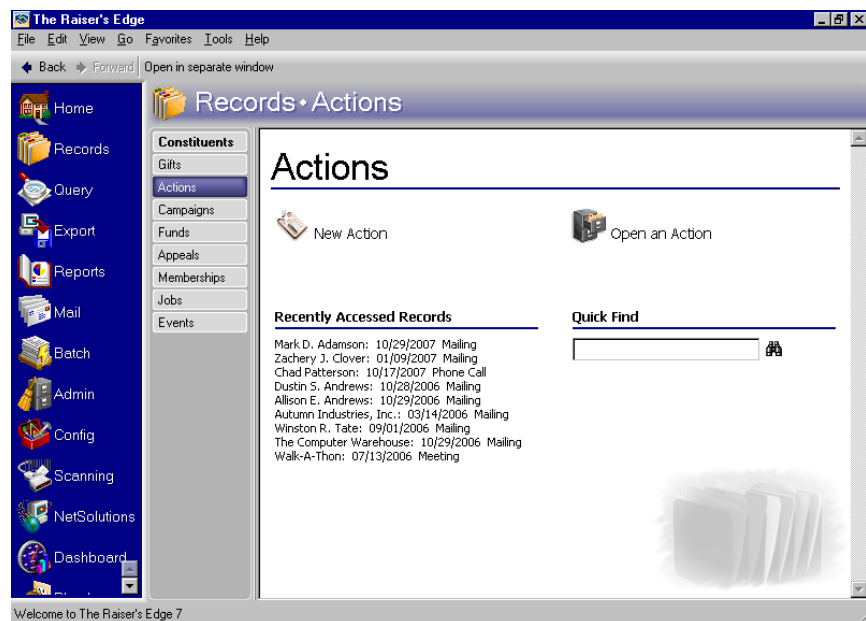 The Raiser's Edge
File Edit View Go Favorites Tools Help
Back Forward Open in separate window
Records • Actions
Home
Records
Query
Export
Reports
Mail
Batch
Admin
Config
Scanning
NetSolutions
Dashboard
Constituents
Gifts
Actions
Campaigns
Funds
Appeals
Memberships
Jobs
Events
Actions
New Action
Open an Action
Recently Accessed Records
Mark D. Adamson: 10/29/2007 Mailing
Zachery J. Clover: 01/09/2007 Mailing
Chad Patterson: 10/17/2007 Phone Call
Dustin S. Andrews: 10/28/2006 Mailing
Allison E. Andrews: 10/29/2006 Mailing
Autumn Industries, Inc.: 03/14/2006 Mailing
Winston R. Tate: 09/01/2006 Mailing
The Computer Warehouse: 10/29/2006 Mailing
Walk-A-Thon: 07/13/2006 Meeting
Quick Find
Welcome to The Raiser's Edge 7